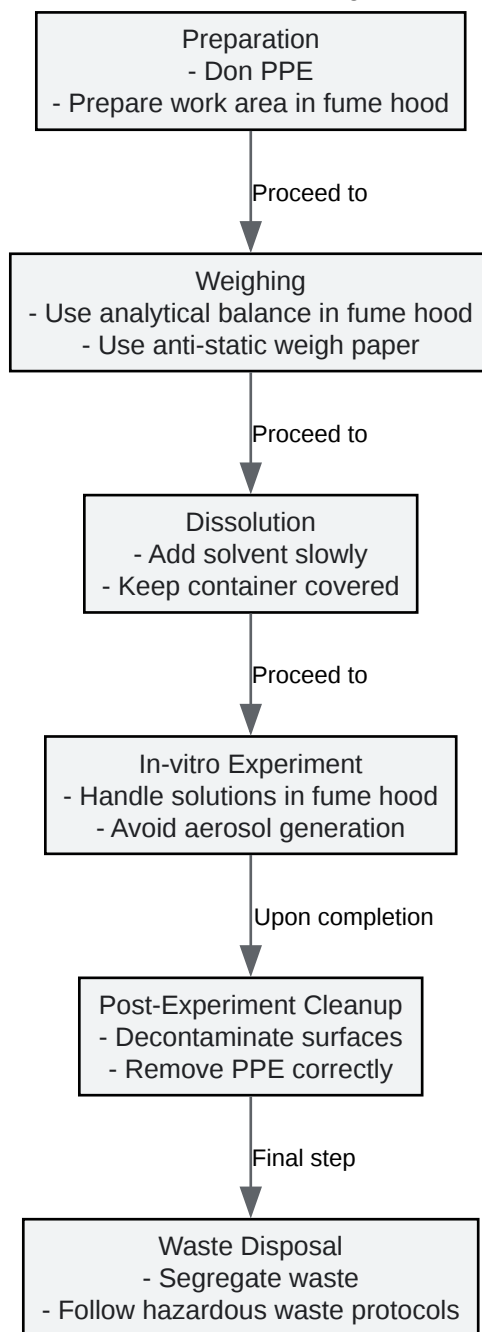 Preparation
- Don PPE
- Prepare work area in fume hood
Proceed to
Weighing
- Use analytical balance in fume hood
- Use anti-static weigh paper
Proceed to
Dissolution
- Add solvent slowly
- Keep container covered
Proceed to
In-vitro Experiment
- Handle solutions in fume hood
- Avoid aerosol generation
Upon completion
Post-Experiment Cleanup
- Decontaminate surfaces
- Remove PPE correctly
Final step
Waste Disposal
- Segregate waste
- Follow hazardous waste protocols